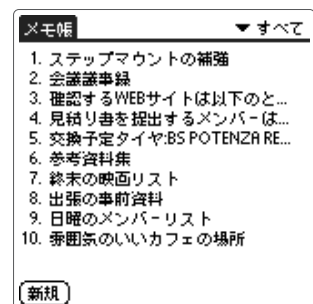 メモ帳
▼ すべて
1. ステップマウントの補強
2. 会議議事録
3. 確認するWEBサイトは以下のと...
4. 見積り書を提出するメンバーは...
5. 交換予定タイヤ:BS POTENZA RE...
6. 参考資料集
7. 終末の映画リスト
8. 出張の事前資料
9. 日曜のメンバーリスト
10. 雰囲気のいいカフェの場所
新規